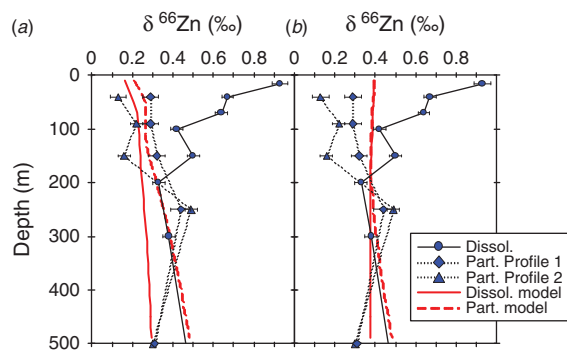 (a) δ ⁶⁶Zn (‰) (b) δ ⁶⁶Zn (‰)
0 0.2 0.4 0.6 0.8 0 0.2 0.4 0.6 0.8
0
100
200
300
400
500
Depth (m)
Dissol.
Part. Profile 1
Part. Profile 2
Dissol. model
Part. model